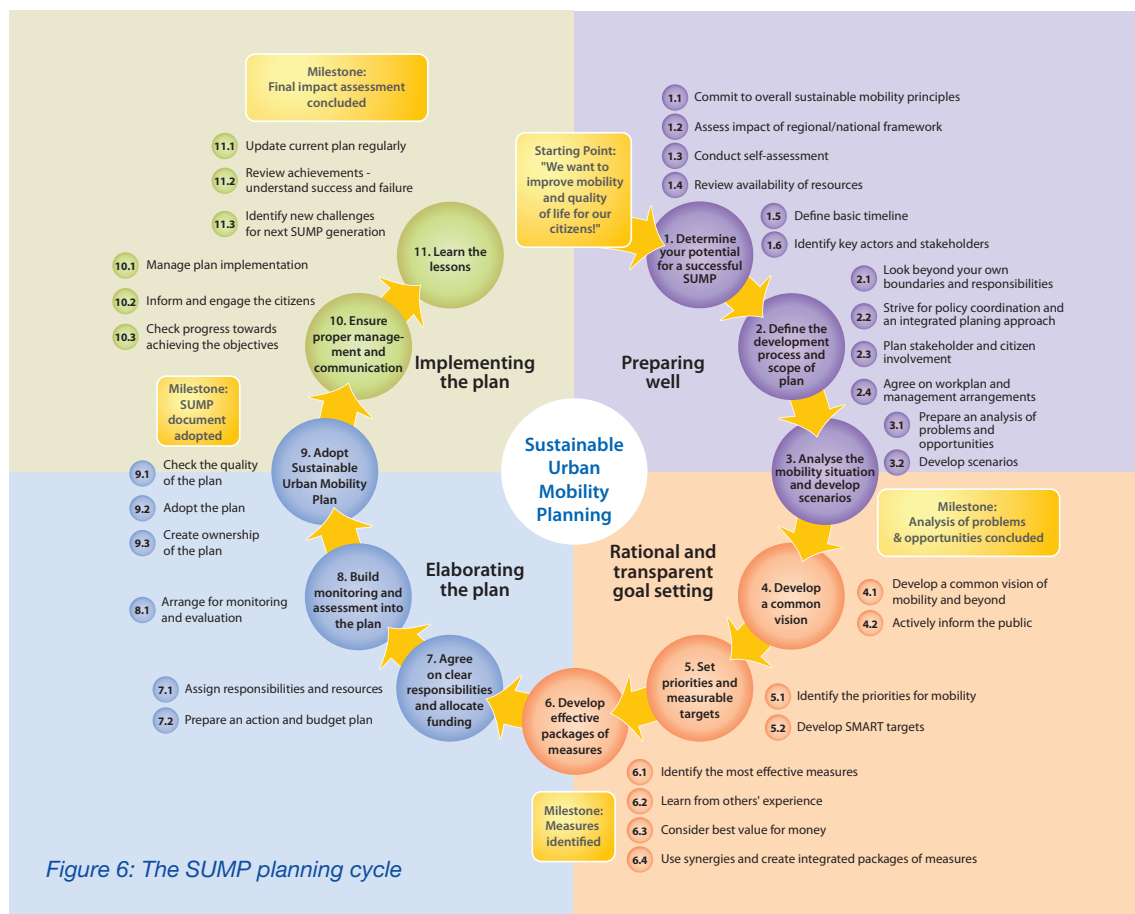 Milestone:
Final impact assessment
concluded
11.1 Update current plan regularly
11.2 Review achievements -
understand success and failure
11.3 Identify new challenges
for next SUMP generation
10.1 Manage plan implementation
10.2 Inform and engage the citizens
10.3 Check progress towards
achieving the objectives
11. Learn the
lessons
10. Ensure
proper manage-
ment and
communication
Implementing
the plan
Starting Point:
"We want to
improve mobility
and quality
of life for our
citizens!"
1.1 Commit to overall sustainable mobility principles
1.2 Assess impact of regional/national framework
1.3 Conduct self-assessment
1.4 Review availability of resources
1.5 Define basic timeline
1.6 Identify key actors and stakeholders
1. Determine
your potential
for a successful
SUMP
2.1 Look beyond your own
boundaries and responsibilities
2.2 Strive for policy coordination and
an integrated planing approach
2.3 Plan stakeholder and citizen
involvement
2.4 Agree on workplan and
management arrangements
2. Define the
development
process and
scope of
plan
Preparing
well
3.1 Prepare an analysis of
problems and
opportunities
3.2 Develop scenarios
3. Analyse the
mobility situation
and develop
scenarios
Milestone:
Analysis of problems
& opportunities concluded
Sustainable
Urban
Mobility
Planning
Milestone:
SUMP
document
adopted
9. Adopt
Sustainable
Urban Mobility
Plan
9.1 Check the quality
of the plan
9.2 Adopt the plan
9.3 Create ownership
of the plan
8. Build
monitoring and
assessment into
the plan
8.1 Arrange for monitoring
and evaluation
Elaborating
the plan
7. Agree
on clear
responsibilities
and allocate
funding
7.1 Assign responsibilities and resources
7.2 Prepare an action and budget plan
Rational and
transparent
goal setting
4. Develop
a common
vision
4.1 Develop a common vision of
mobility and beyond
4.2 Actively inform the public
5. Set
priorities and
measurable
targets
5.1 Identify the priorities for mobility
5.2 Develop SMART targets
6. Develop
effective
packages of
measures
6.1 Identify the most effective measures
6.2 Learn from others' experience
6.3 Consider best value for money
6.4 Use synergies and create integrated packages of measures
Milestone:
Measures
identified
Figure 6: The SUMP planning cycle